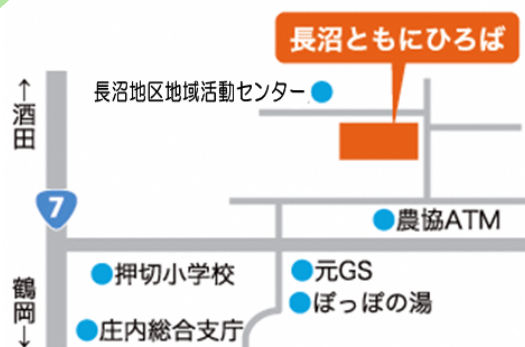 長沼ともにひろば
長沼地区地域活動センター
↑酒田
7
農協ATM
押切小学校
元GS
ぽっぽの湯
鶴岡↓
庄内総合支庁